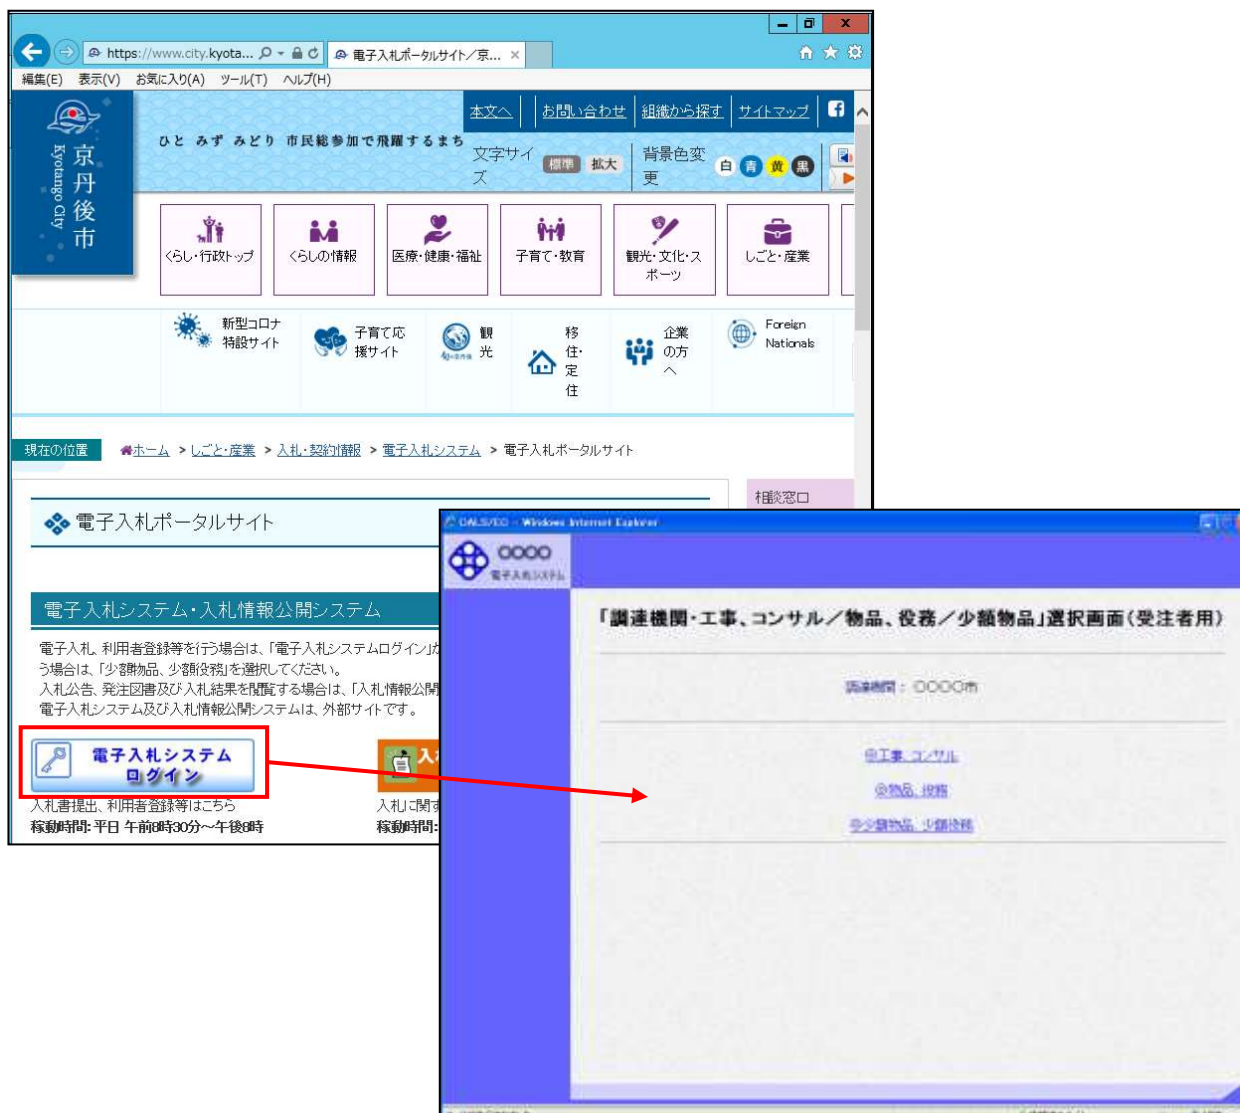 https://www.city.kyota...
電子入札ポータルサイト／京...
編集(E) 表示(V) お気に入り(A) ツール(T) ヘルプ(H)
京丹後市
Kyotango City
ひと みず みどり 市民総参加で飛躍するまち
本文へ お問い合わせ 組織から探す サイトマップ
文字サイズ 標準 拡大 背景色変更 白 青 黄 黒
くらし・行政トップ
くらしの情報
医療・健康・福祉
子育て・教育
観光・文化・スポーツ
しごと・産業
新型コロナ特設サイト
子育て応援サイト
観光
移住・定住
企業の方へ
Foreign Nationals
現在の位置 ホーム > しごと・産業 > 入札・契約情報 > 電子入札システム > 電子入札ポータルサイト
相談窓口
電子入札ポータルサイト
電子入札システム・入札情報公開システム
電子入札、利用者登録等を行う場合は、「電子入札システムログイン」か
う場合は、「少額物品、少額役務」を選択してください。
入札公告、発注図書及び入札結果を閲覧する場合は、「入札情報公開
電子入札システム及び入札情報公開システムは、外部サイトです。
電子入札システム
ログイン
入札書提出、利用者登録等はこちら
稼動時間：平日 午前8時30分～午後8時
入
入札に関す
稼動時間：
CALS/EC - Windows Internet Explorer
○○○○
電子入札システム
「調達機関・工事、コンサル／物品、役務／少額物品」選択画面（受注者用）
調達機関： ○○○○市
◎工事、コンサル
◎物品、役務
◎少額物品、少額役務